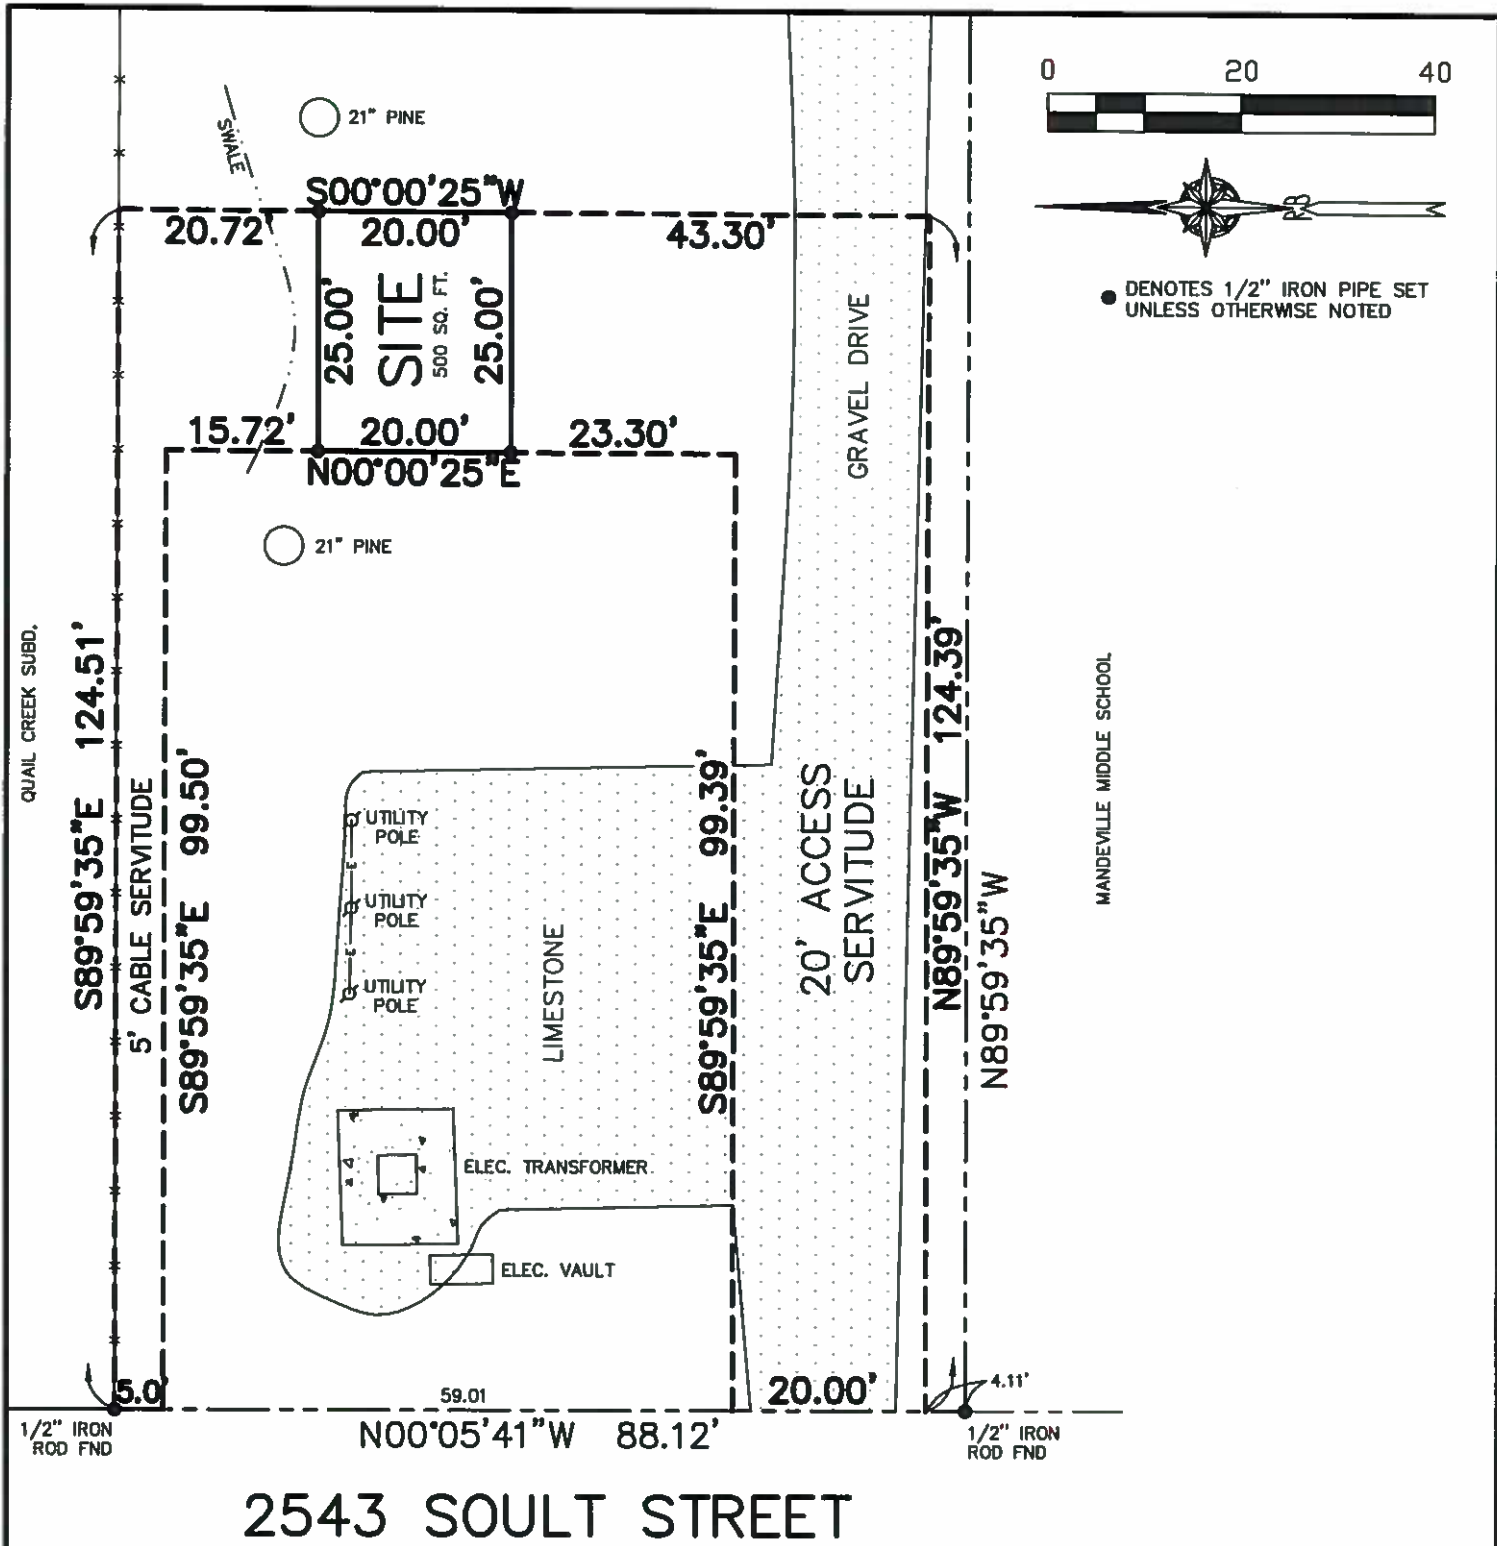 0 20 40
21" PINE
SWALE
S00°00'25"W
20.72' 20.00' 43.30'
25.00'
SITE
500 SQ. FT.
25.00'
DENOTES 1/2" IRON PIPE SET
UNLESS OTHERWISE NOTED
GRAVEL DRIVE
15.72' 20.00' 23.30'
N00°00'25"E
21" PINE
QUAIL CREEK SUBD.
S89°59'35"E 124.51'
5' CABLE SERVITUDE
S89°59'35"E 99.50'
UTILITY
POLE
UTILITY
POLE
UTILITY
POLE
LIMESTONE
S89°59'35"E 99.39'
20' ACCESS
SERVITUDE
N89°59'35"W 124.39'
N89°59'35"W
MANDEVILLE MIDDLE SCHOOL
ELEC. TRANSFORMER
ELEC. VAULT
5.0'
59.01
20.00'
4.11'
1/2" IRON
ROD FND
N00°05'41"W 88.12'
1/2" IRON
ROD FND
2543 SOULT STREET